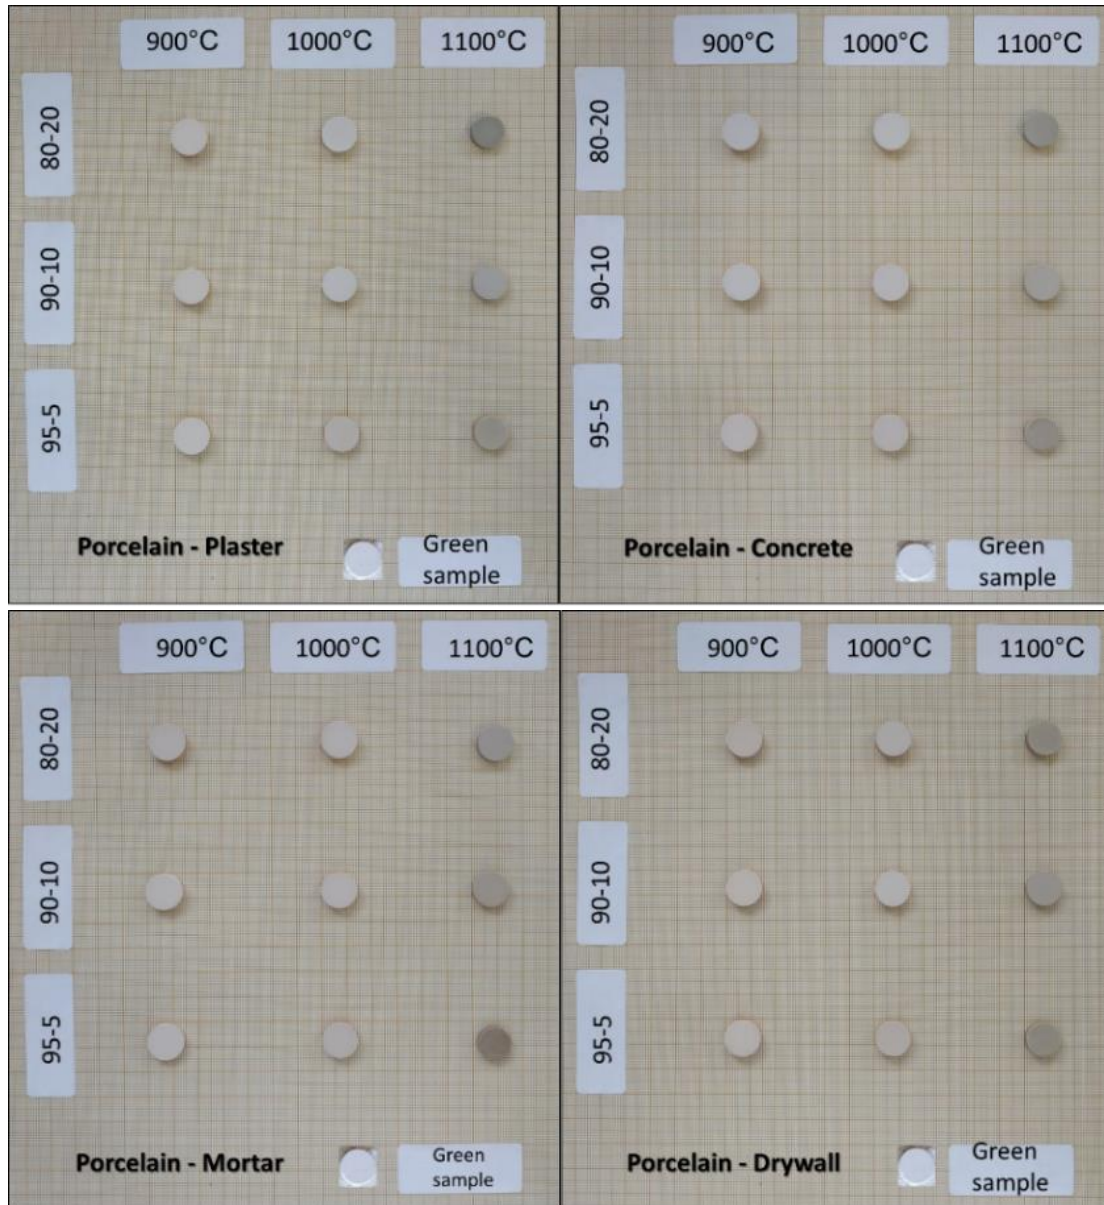 900°C 1000°C 1100°C
80-20
90-10
95-5
Porcelain - Plaster
Green
sample
900°C 1000°C 1100°C
80-20
90-10
95-5
Porcelain - Concrete
Green
sample
900°C 1000°C 1100°C
80-20
90-10
95-5
Porcelain - Mortar
Green
sample
900°C 1000°C 1100°C
80-20
90-10
95-5
Porcelain - Drywall
Green
sample